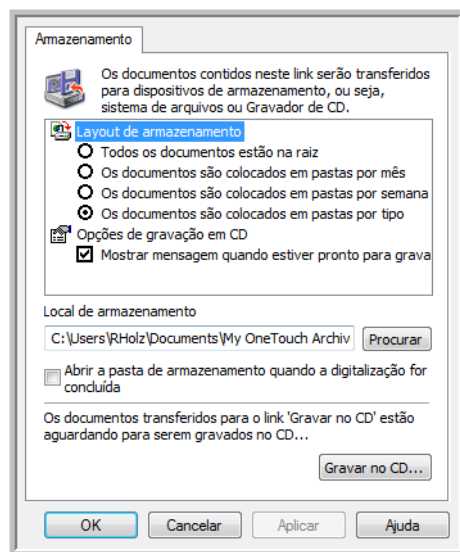 Armazenamento
Os documentos contidos neste link serão transferidos
para dispositivos de armazenamento, ou seja,
sistema de arquivos ou Gravador de CD.
Layout de armazenamento
Todos os documentos estão na raiz
Os documentos são colocados em pastas por mês
Os documentos são colocados em pastas por semana
Os documentos são colocados em pastas por tipo
Opções de gravação em CD
Mostrar mensagem quando estiver pronto para grava
Local de armazenamento
C:\Users\RHolz\Documents\My OneTouch Archiv Procurar
Abrir a pasta de armazenamento quando a digitalização for
concluída
Os documentos transferidos para o link 'Gravar no CD' estão
aguardando para serem gravados no CD...
Gravar no CD...
OK Cancelar Aplicar Ajuda